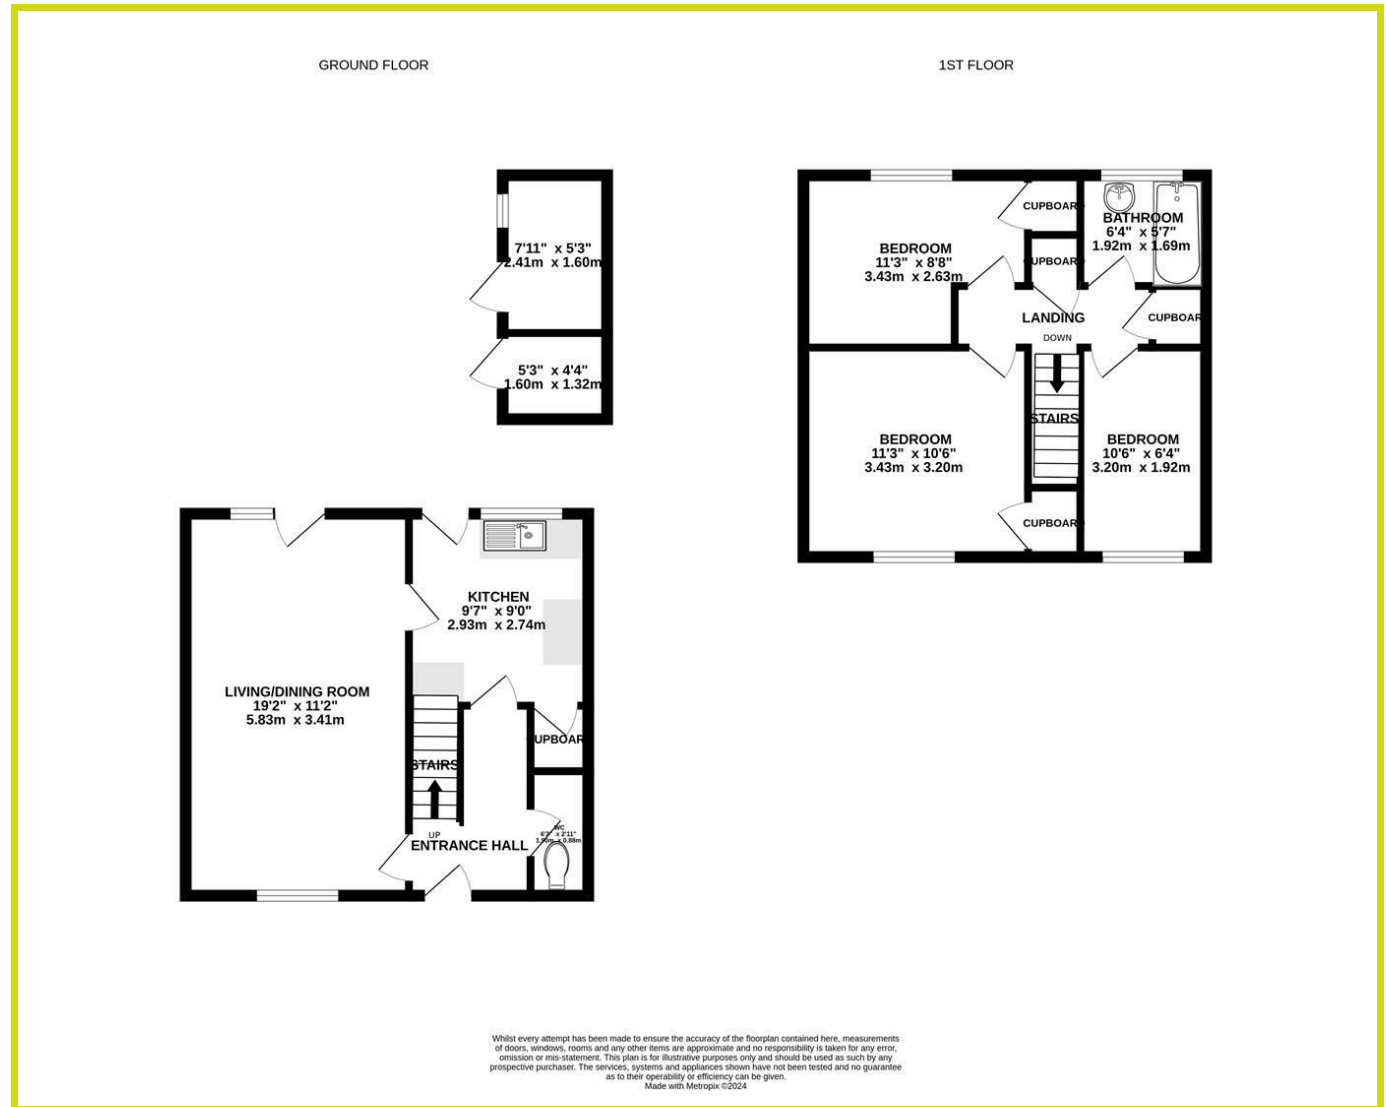 GROUND FLOOR
1ST FLOOR
7'11" x 5'3"
2.41m x 1.60m
5'3" x 4'4"
1.60m x 1.32m
KITCHEN
9'7" x 9'0"
2.93m x 2.74m
LIVING/DINING ROOM
19'2" x 11'2"
5.83m x 3.41m
CUPBOAR
STAIRS
UP
ENTRANCE HALL
WC
x 2'11"
x 0.88m
CUPBOARD
BATHROOM
6'4" x 5'7"
1.92m x 1.69m
BEDROOM
11'3" x 8'8"
3.43m x 2.63m
CUPBOARD
LANDING
CUPBOAR
DOWN
STAIRS
BEDROOM
11'3" x 10'6"
3.43m x 3.20m
BEDROOM
10'6" x 6'4"
3.20m x 1.92m
CUPBOARD
Whilst every attempt has been made to ensure the accuracy of the floorplan contained here, measurements
of doors, windows, rooms and any other items are approximate and no responsibility is taken for any error,
omission or mis-statement. This plan is for illustrative purposes only and should be used as such by any
prospective purchaser. The services, systems and appliances shown have not been tested and no guarantee
as to their operability or efficiency can be given.
Made with Metropix ©2024